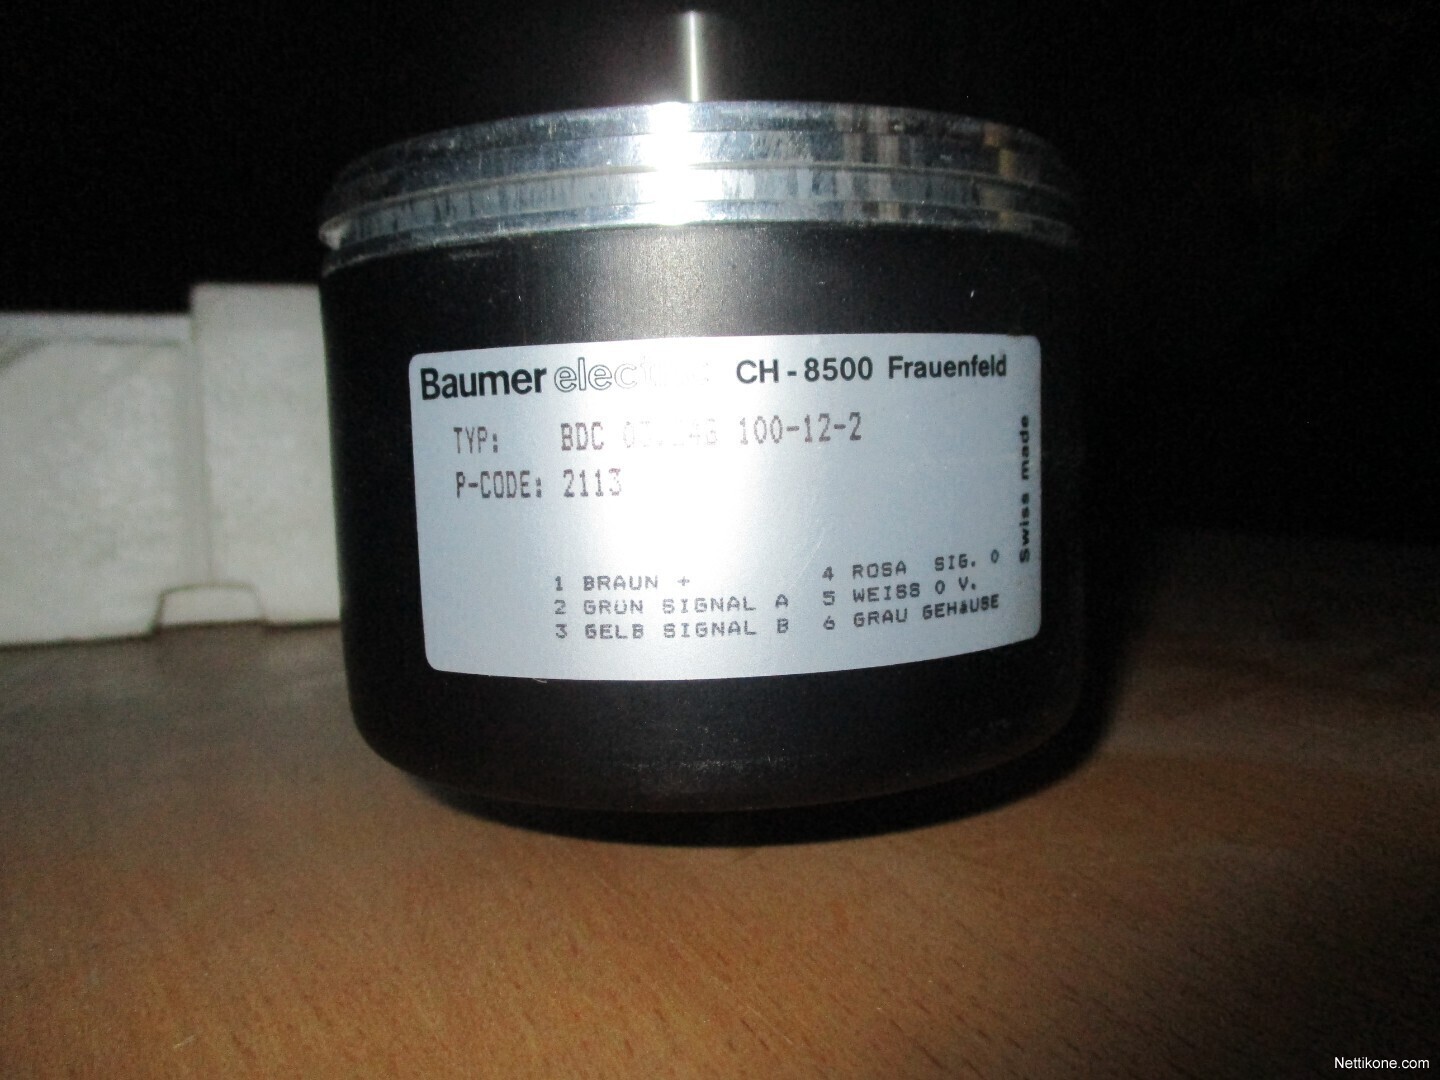 Baumer electric CH-8500 Frauenfeld
TYP: BDC 100-12-2
P-CODE: 2113
1 BRAUN +
2 GRÜN SIGNAL A
3 GELB SIGNAL B
4 ROSA SIG. 0
5 WEISS 0 V.
6 GRAU GEHäUSE
Swiss made
Nettikone.com